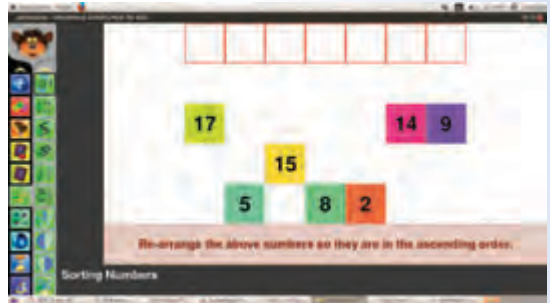 17 14 9
15
5 8 2
Re-arrange the above numbers so they are in the ascending order.
Sorting Numbers